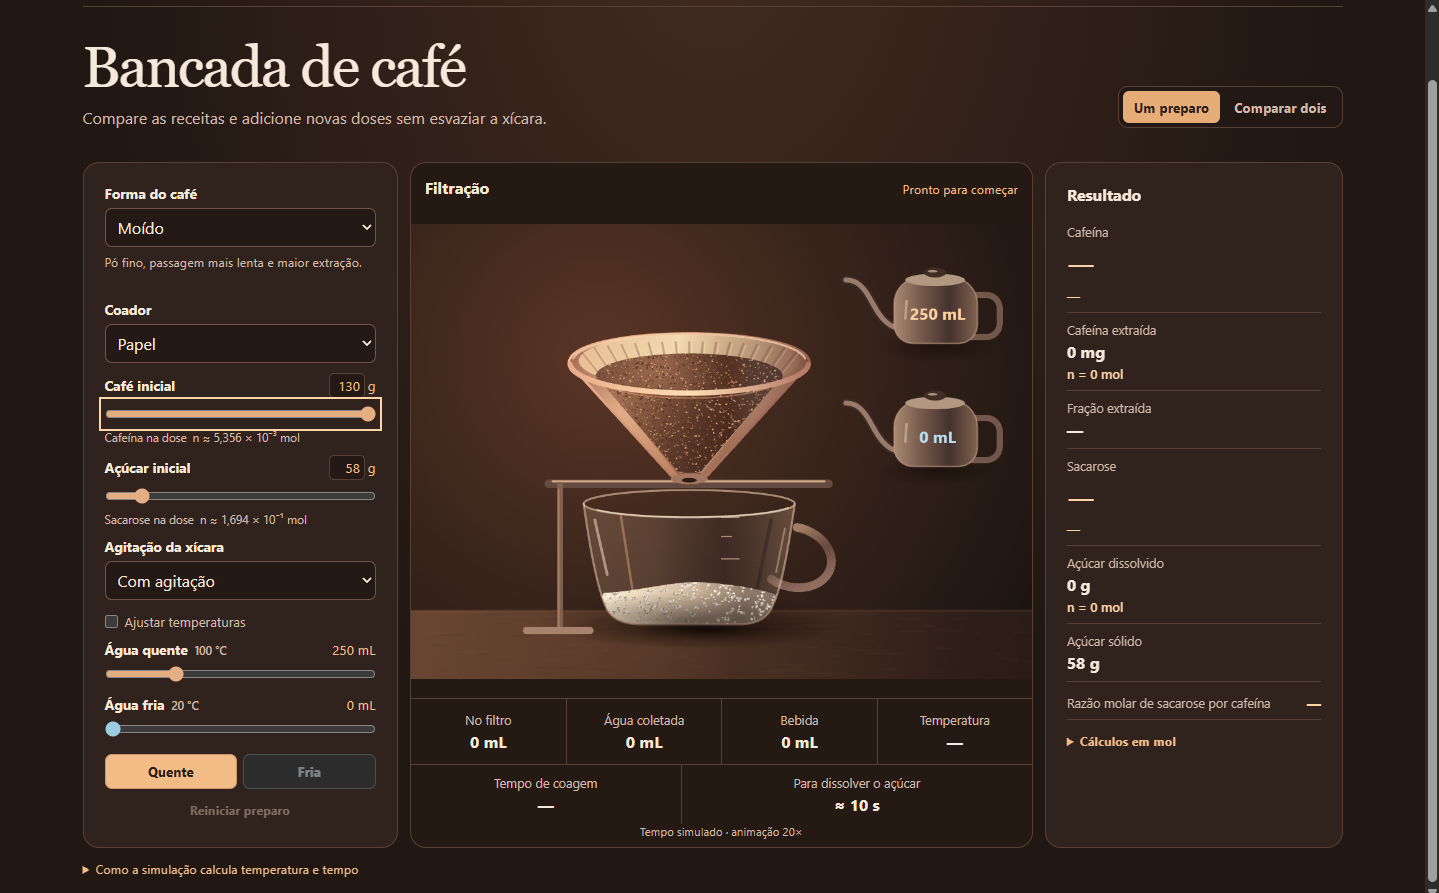 Bancada de café
Compare as receitas e adicione novas doses sem esvaziar a xícara.
Um preparo
Comparar dois
Forma do café
Moído
Pó fino, passagem mais lenta e maior extração.
Coador
Papel
Café inicial 130 g
Cafeína na dose n ≈ 5,356 × 10⁻³ mol
Açúcar inicial 58 g
Sacarose na dose n ≈ 1,694 × 10⁻¹ mol
Agitação da xícara
Com agitação
Ajustar temperaturas
Água quente 100 °C 250 mL
Água fria 20 °C 0 mL
Quente
Fria
Reiniciar preparo
Filtração
Pronto para começar
250 mL
0 mL
No filtro
0 mL
Água coletada
0 mL
Bebida
0 mL
Temperatura
—
Tempo de coagem
—
Para dissolver o açúcar
≈ 10 s
Tempo simulado · animação 20×
Resultado
Cafeína
—
—
Cafeína extraída
0 mg
n = 0 mol
Fração extraída
—
Sacarose
—
—
Açúcar dissolvido
0 g
n = 0 mol
Açúcar sólido
58 g
Razão molar de sacarose por cafeína —
Cálculos em mol
Como a simulação calcula temperatura e tempo